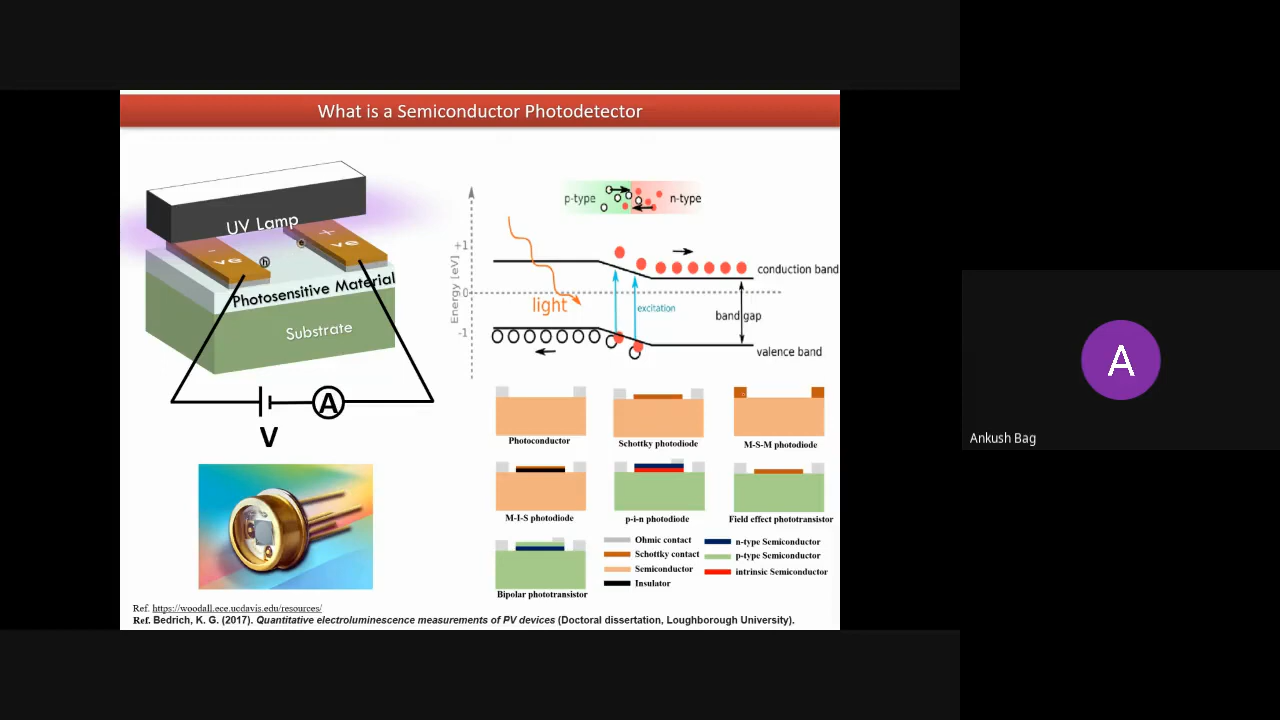 What is a Semiconductor Photodetector
UV Lamp
-
ve
+
ve
h
e
Photosensitive Material
Substrate
A
V
p-type
n-type
Energy [eV]
+1
0
-1
light
excitation
conduction band
band gap
valence band
Photoconductor
Schottky photodiode
M-S-M photodiode
M-I-S photodiode
p-i-n photodiode
Field effect phototransistor
Bipolar phototransistor
Ohmic contact
Schottky contact
Semiconductor
Insulator
n-type Semiconductor
p-type Semiconductor
intrinsic Semiconductor
Ref. https://woodall.ece.ucdavis.edu/resources/
Ref. Bedrich, K. G. (2017). Quantitative electroluminescence measurements of PV devices (Doctoral dissertation, Loughborough University).
A
Ankush Bag